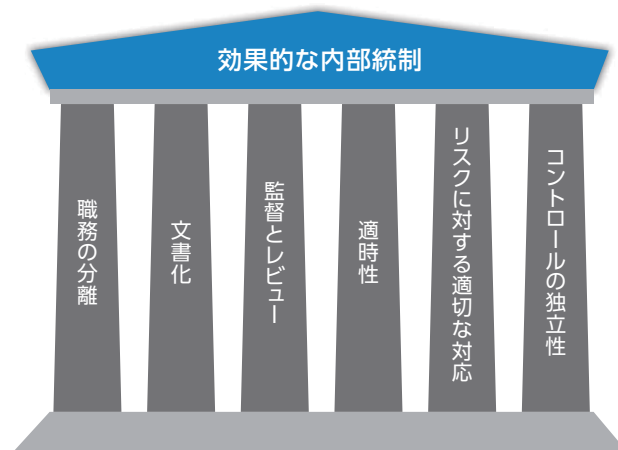 効果的な内部統制
職務の分離
文書化
監督とレビュー
適時性
リスクに対する適切な対応
コントロールの独立性